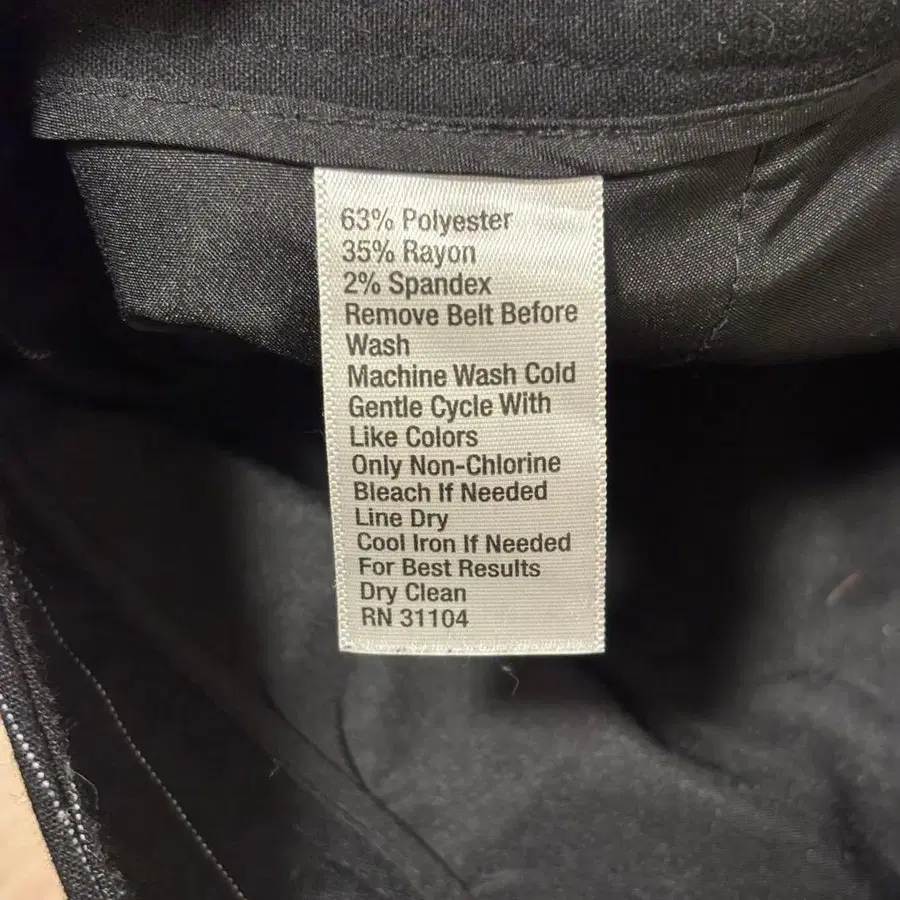 63% Polyester
35% Rayon
2% Spandex
Remove Belt Before
Wash
Machine Wash Cold
Gentle Cycle With
Like Colors
Only Non-Chlorine
Bleach If Needed
Line Dry
Cool Iron If Needed
For Best Results
Dry Clean
RN 31104